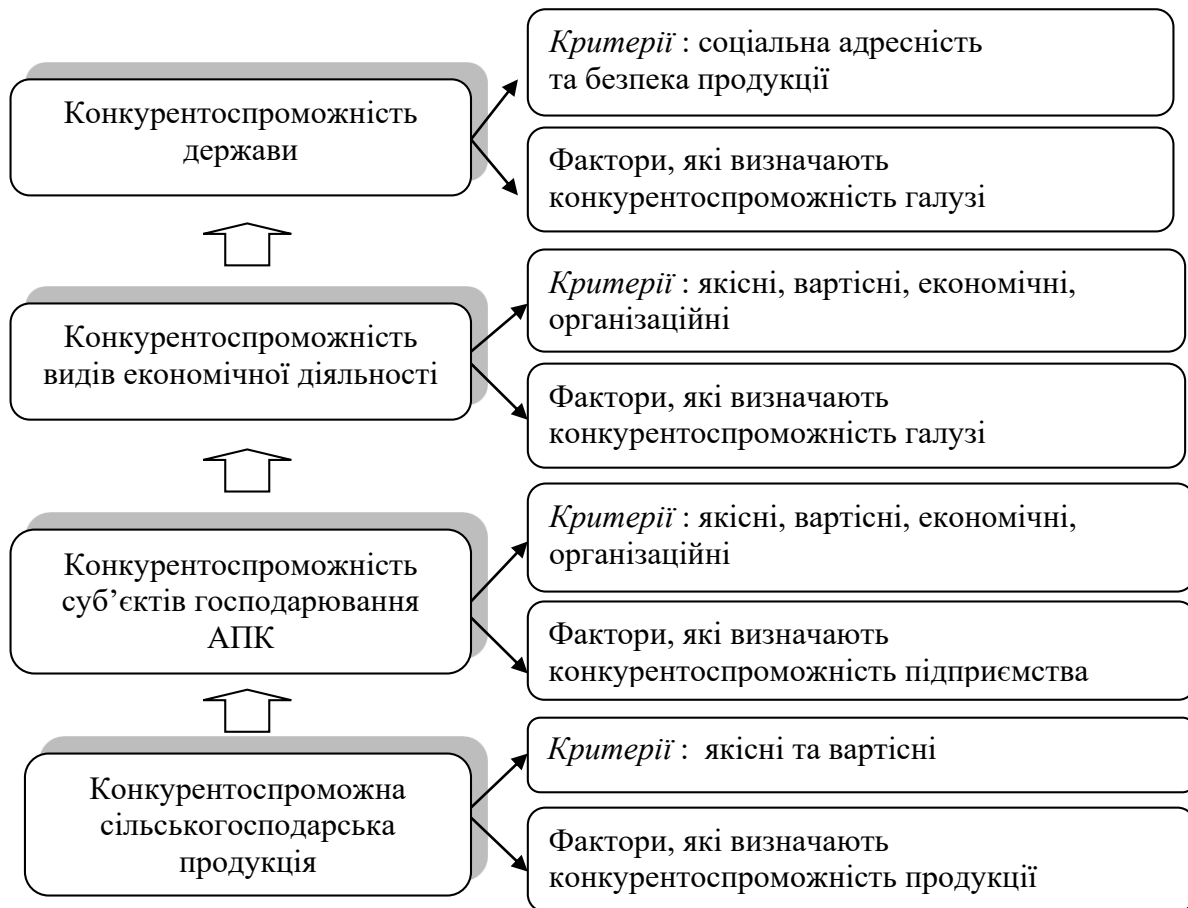 Конкурентоспроможність
держави
Критерії : соціальна адресність
та безпека продукції
Фактори, які визначають
конкурентоспроможність галузі
Конкурентоспроможність
видів економічної діяльності
Критерії : якісні, вартісні, економічні,
організаційні
Фактори, які визначають
конкурентоспроможність галузі
Конкурентоспроможність
суб’єктів господарювання
АПК
Критерії : якісні, вартісні, економічні,
організаційні
Фактори, які визначають
конкурентоспроможність підприємства
Конкурентоспроможна
сільськогосподарська
продукція
Критерії : якісні та вартісні
Фактори, які визначають
конкурентоспроможність продукції